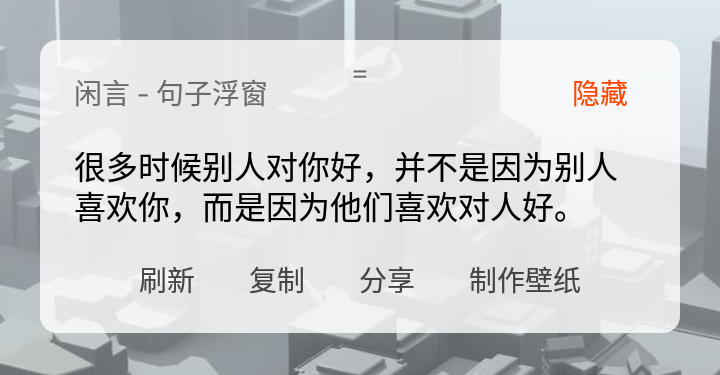 =
闲言 - 句子浮窗 隐藏
很多时候别人对你好，并不是因为别人
喜欢你，而是因为他们喜欢对人好。
刷新 复制 分享 制作壁纸